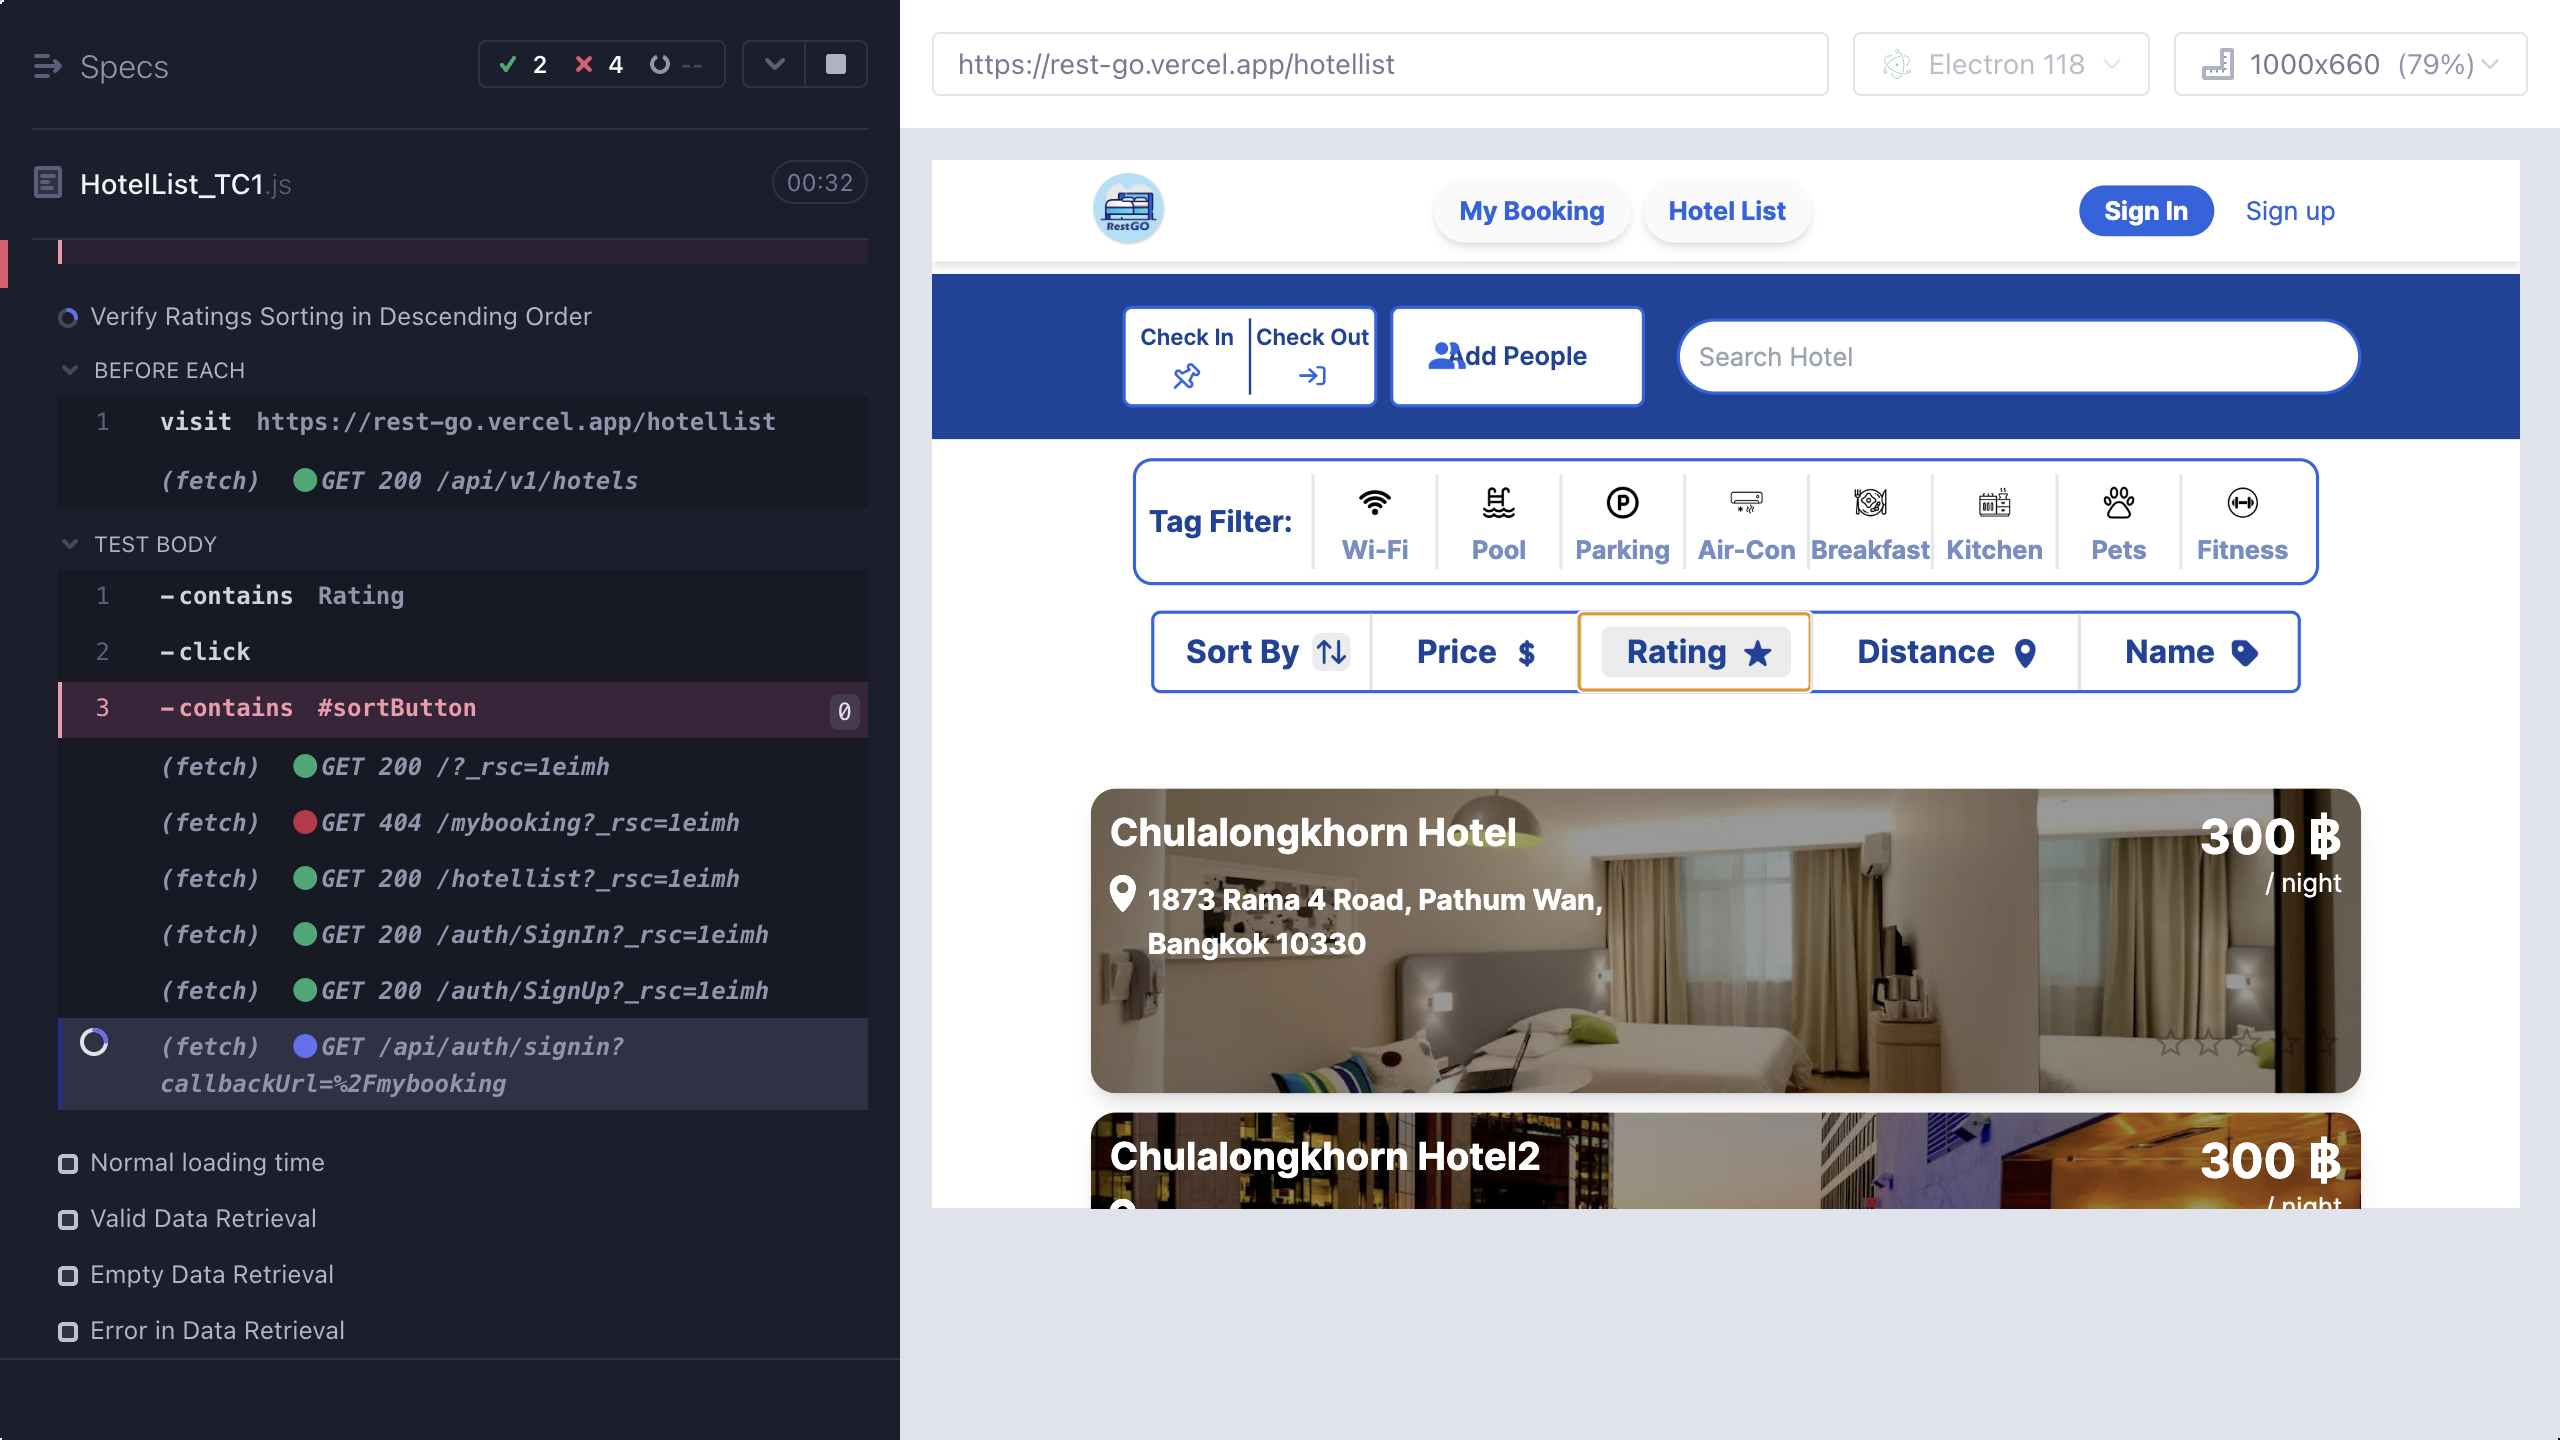 Specs
2
4
--
HotelList_TC1.js
00:32
Verify Ratings Sorting in Descending Order
BEFORE EACH
1 visit https://rest-go.vercel.app/hotellist
(fetch) GET 200 /api/v1/hotels
TEST BODY
1 -contains Rating
2 -click
3 -contains #sortButton 0
(fetch) GET 200 /?_rsc=1eimh
(fetch) GET 404 /mybooking?_rsc=1eimh
(fetch) GET 200 /hotellist?_rsc=1eimh
(fetch) GET 200 /auth/SignIn?_rsc=1eimh
(fetch) GET 200 /auth/SignUp?_rsc=1eimh
(fetch) GET /api/auth/signin?
callbackUrl=%2Fmybooking
Normal loading time
Valid Data Retrieval
Empty Data Retrieval
Error in Data Retrieval
https://rest-go.vercel.app/hotellist
Electron 118
1000x660 (79%)
RestGO
My Booking
Hotel List
Sign In
Sign up
Check In
Check Out
Add People
Search Hotel
Tag Filter:
Wi-Fi
Pool
Parking
Air-Con
Breakfast
Kitchen
Pets
Fitness
Sort By
Price $
Rating
Distance
Name
Chulalongkhorn Hotel
300 ฿
/ night
1873 Rama 4 Road, Pathum Wan,
Bangkok 10330
Chulalongkhorn Hotel2
300 ฿
/ night